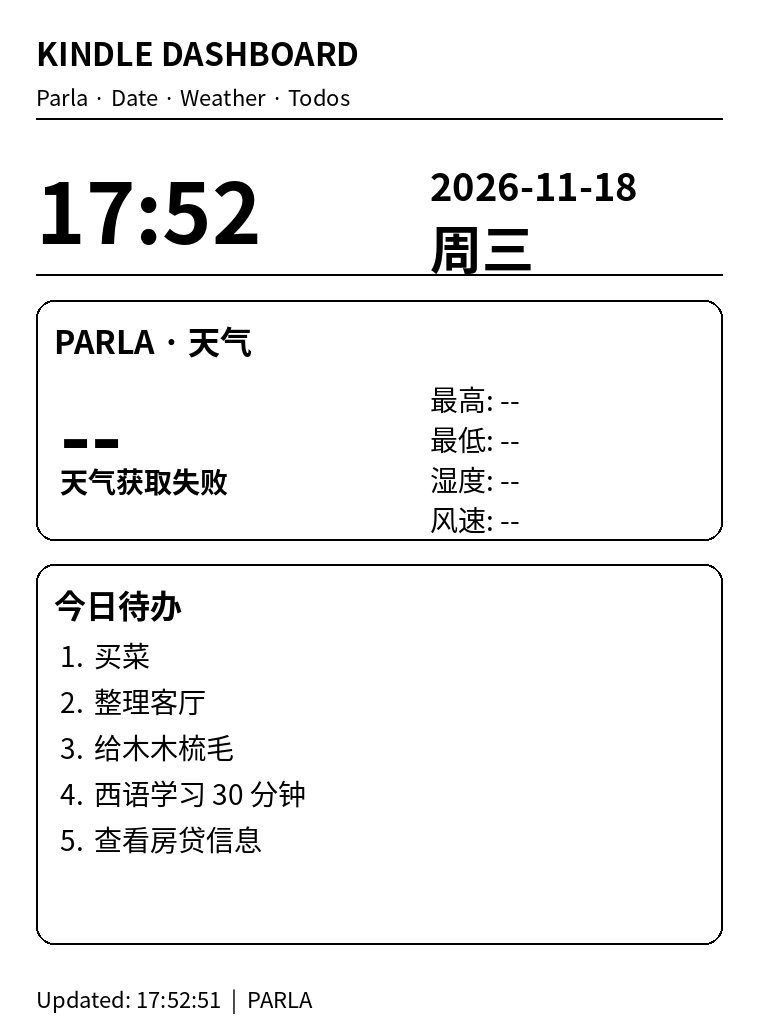 KINDLE DASHBOARD
Parla · Date · Weather · Todos
17:52
2026-11-18
周三
PARLA · 天气
--
天气获取失败
最高: --
最低: --
湿度: --
风速: --
今日待办
1. 买菜
2. 整理客厅
3. 给木木梳毛
4. 西语学习 30 分钟
5. 查看房贷信息
Updated: 17:52:51 | PARLA